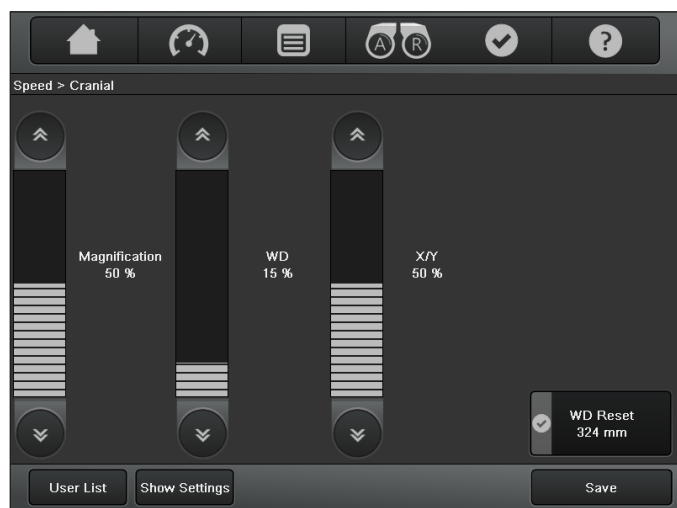 A R ?
Speed > Cranial
Magnification
50 %
WD
15 %
X/Y
50 %
WD Reset
324 mm
User List
Show Settings
Save